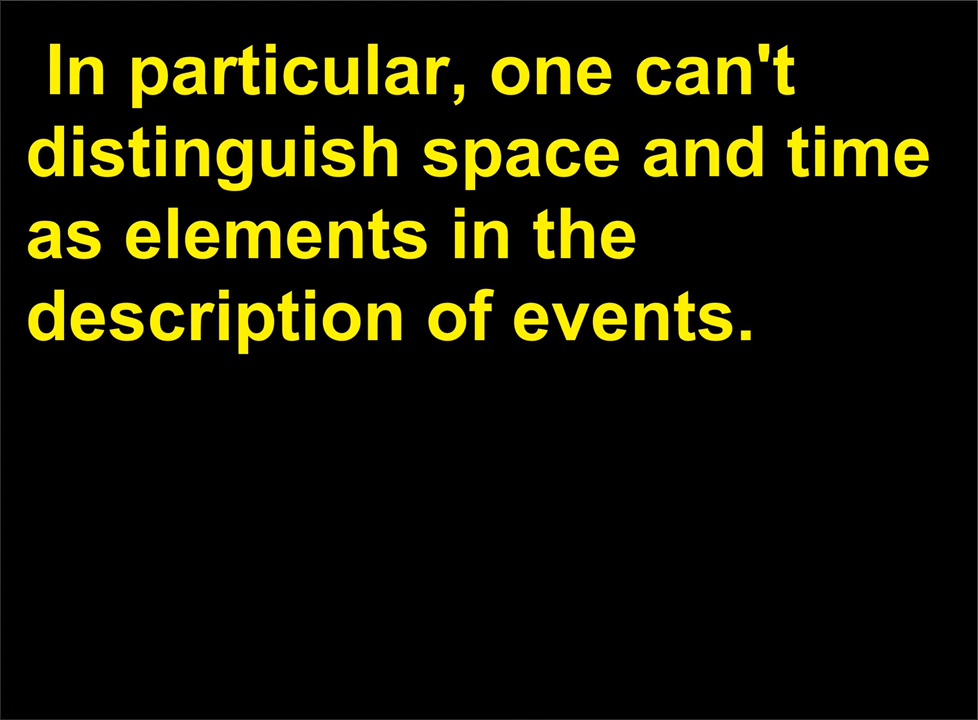 In particular, one can't
distinguish space and time
as elements in the
description of events.